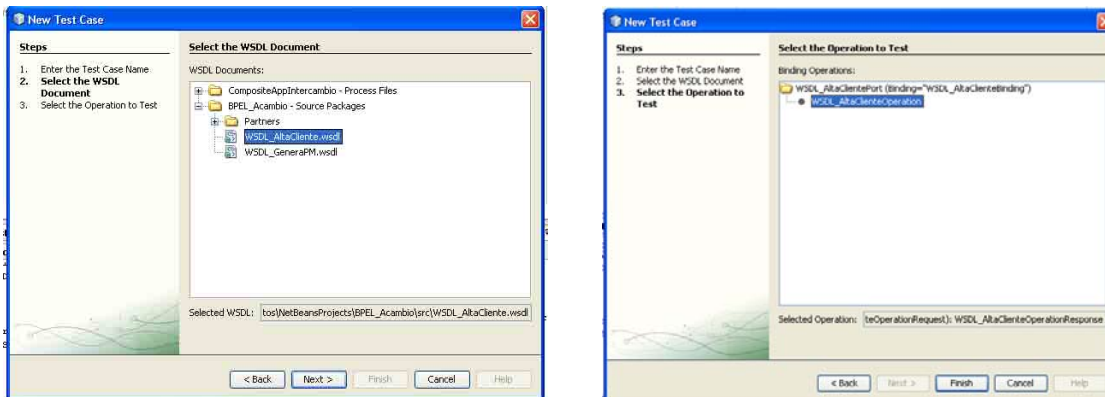 New Test Case
Steps
1. Enter the Test Case Name
2. Select the WSDL
Document
3. Select the Operation to Test
Select the WSDL Document
WSDL Documents:
CompositeAppIntercambio - Process Files
BPEL_Acambio - Source Packages
Partners
WSDL_AltaCliente.wsdl
WSDL_GeneraPM.wsdl
Selected WSDL: tos\NetBeansProjects\BPEL_Acambio\src\WSDL_AltaCliente.wsdl
< Back Next > Finish Cancel Help
New Test Case
Steps
1. Enter the Test Case Name
2. Select the WSDL Document
3. Select the Operation to
Test
Select the Operation to Test
Binding Operations:
WSDL_AltaClientePort (Binding="WSDL_AltaClienteBinding")
WSDL_AltaClienteOperation
Selected Operation: teOperationRequest): WSDL_AltaClienteOperationResponse
< Back Next > Finish Cancel Help